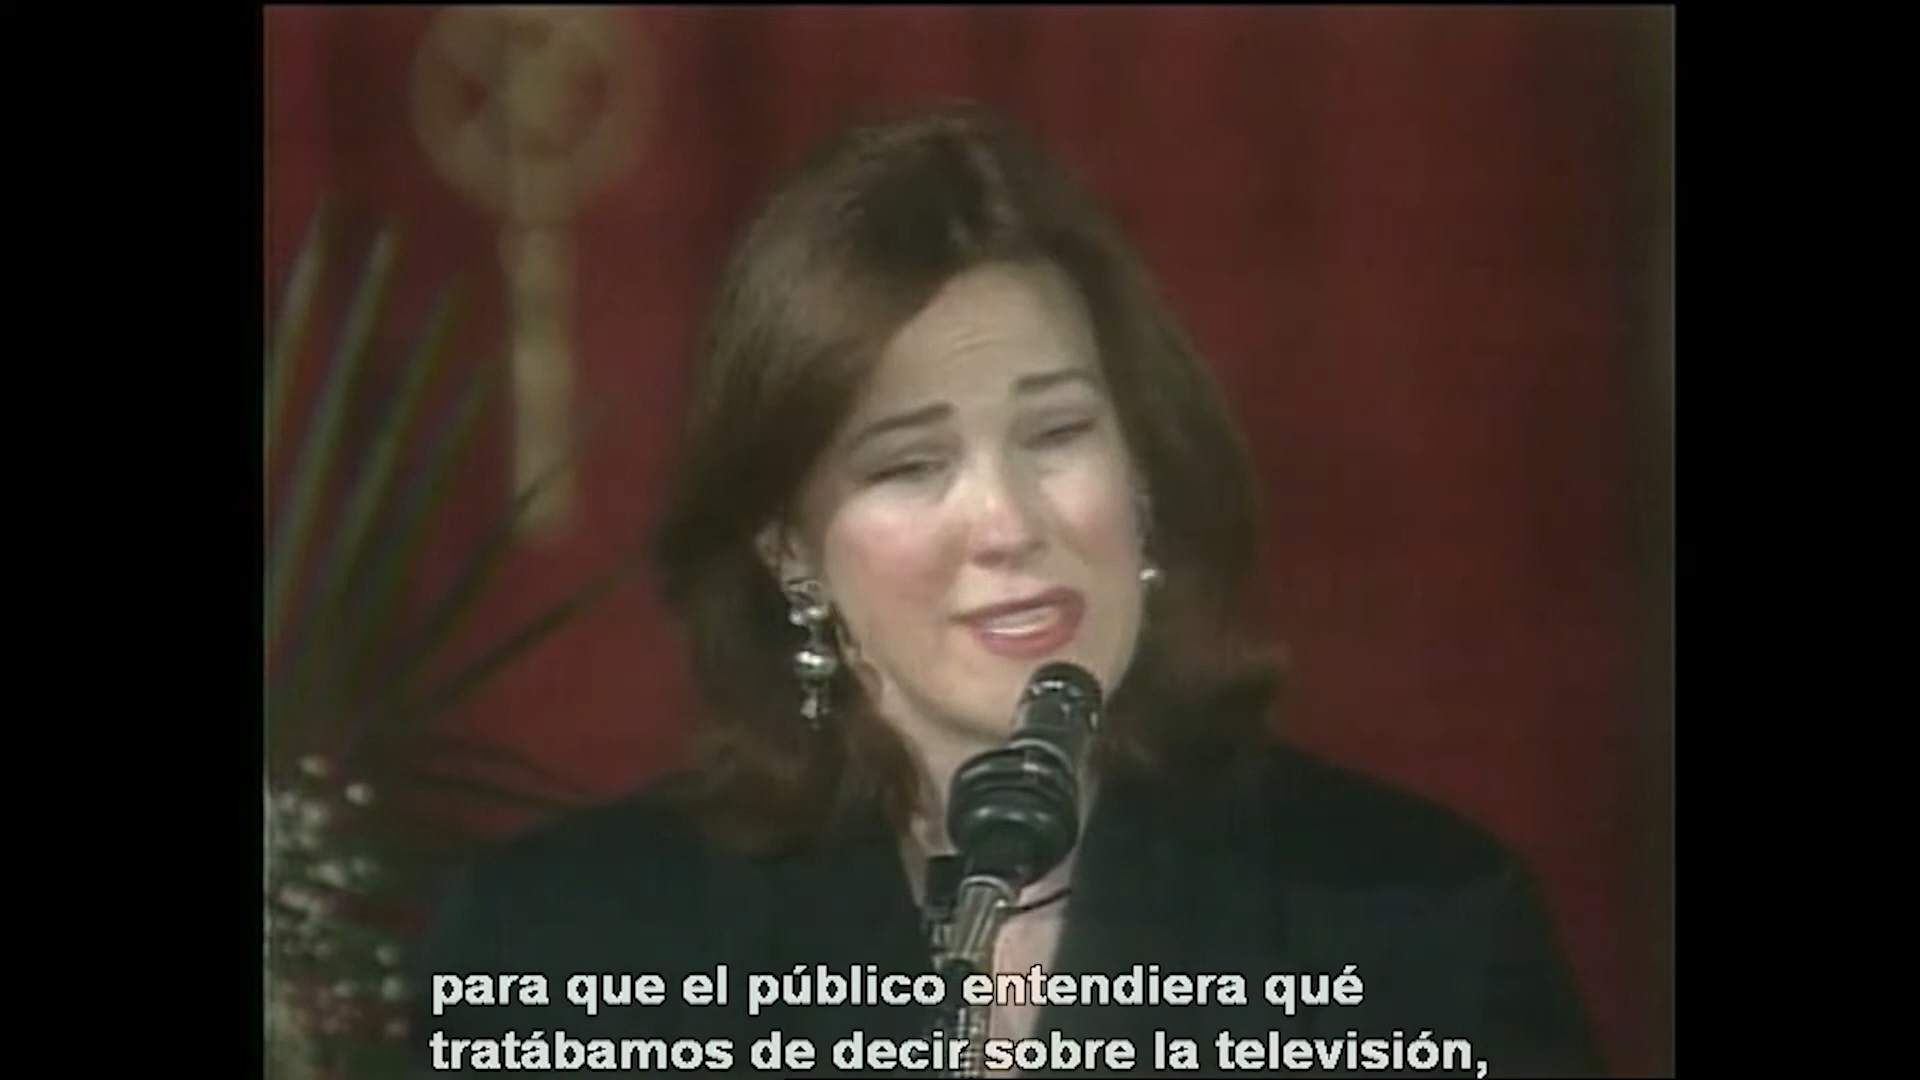 para que el público entendiera qué
tratábamos de decir sobre la televisión,